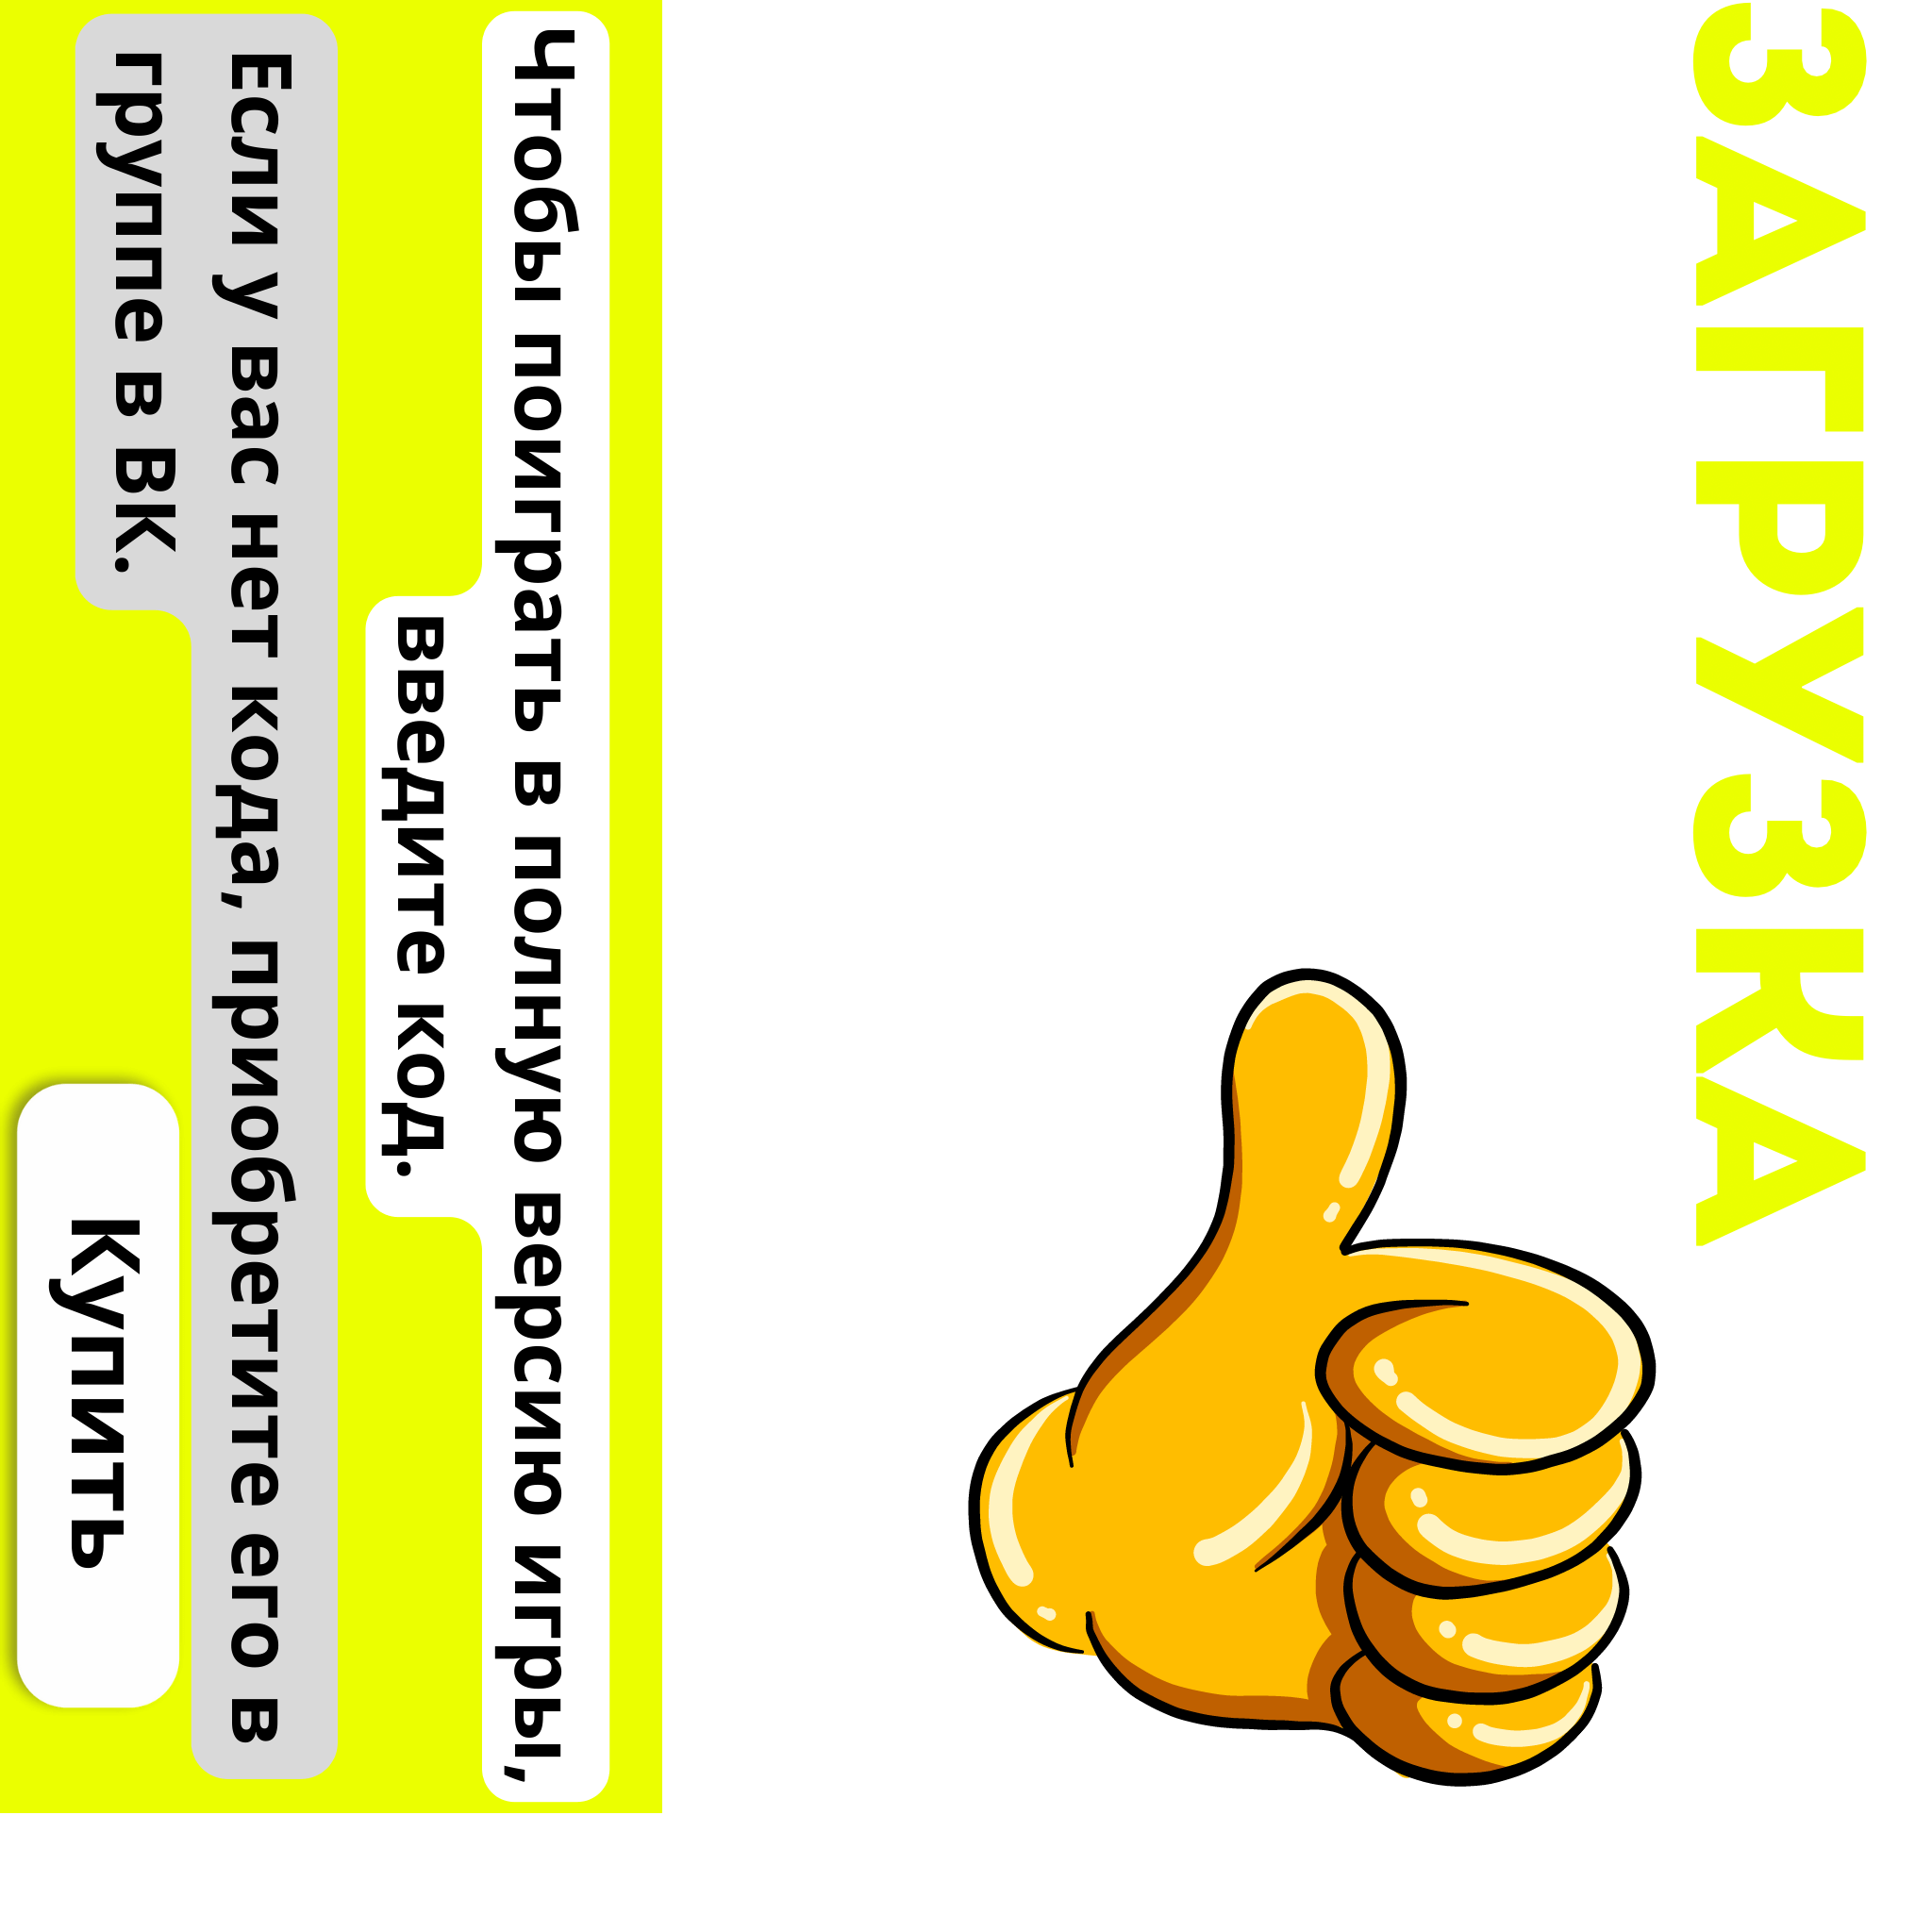 ЗАГРУЗКА
Чтобы поиграть в полную версию игры,
введите код.
Если у вас нет кода, приобретите его в
группе в ВК.
Купить